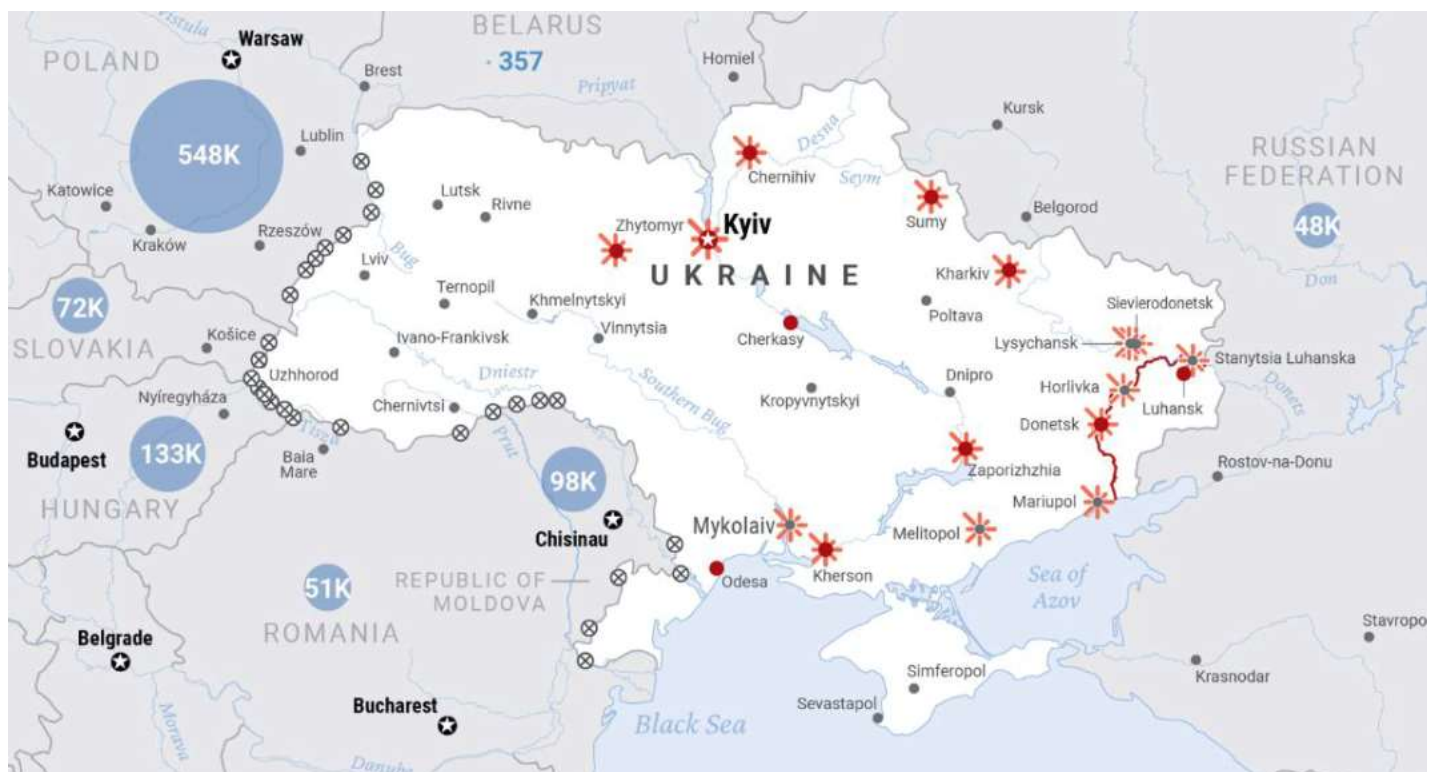 Vistula
Warsaw
POLAND
BELARUS
357
Brest
Homiel
Pripyat
Kursk
RUSSIAN
FEDERATION
48K
Lublin
548K
Desna
Chernihiv
Seym
Katowice
Lutsk
Rivne
Zhytomyr
Kyiv
Sumy
Belgorod
Kraków
Rzeszów
Bug
Lviv
UKRAINE
Kharkiv
Don
Ternopil
Khmelnytskyi
Sievierodonetsk
72K
SLOVAKIA
Košice
Ivano-Frankivsk
Vinnytsia
Cherkasy
Poltava
Lysychansk
Stanytsia Luhanska
Uzhhorod
Dniestr
Nyíregyháza
Chernivtsi
Southern Bug
Kropyvnytskyi
Dnipro
Horlivka
Luhansk
Donets
Budapest
133K
HUNGARY
Tisza
Baia
Mare
Prut
Donetsk
Zaporizhzhia
Rostov-na-Donu
98K
Chisinau
Mariupol
Mykolaiv
Melitopol
REPUBLIC OF
MOLDOVA
Odesa
Kherson
Sea of
Azov
51K
ROMANIA
Belgrade
Stavropo
Simferopol
Krasnodar
Morava
Bucharest
Sevastapol
Black Sea
Danube